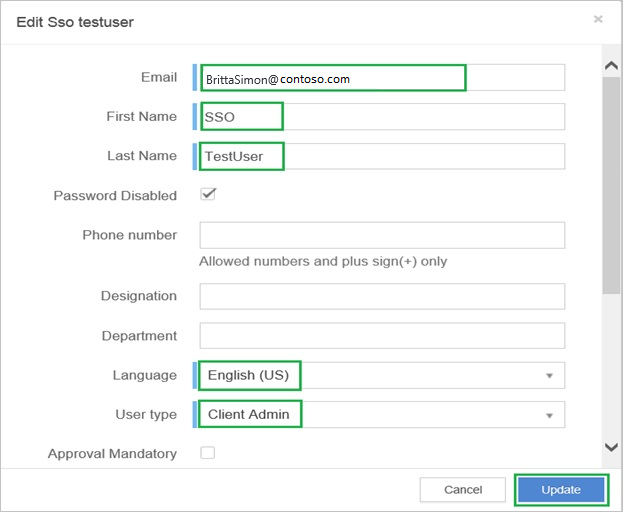 Edit Sso testuser
Email BrittaSimon@contoso.com
First Name SSO
Last Name TestUser
Password Disabled
Phone number
Allowed numbers and plus sign(+) only
Designation
Department
Language English (US)
User type Client Admin
Approval Mandatory
Cancel Update